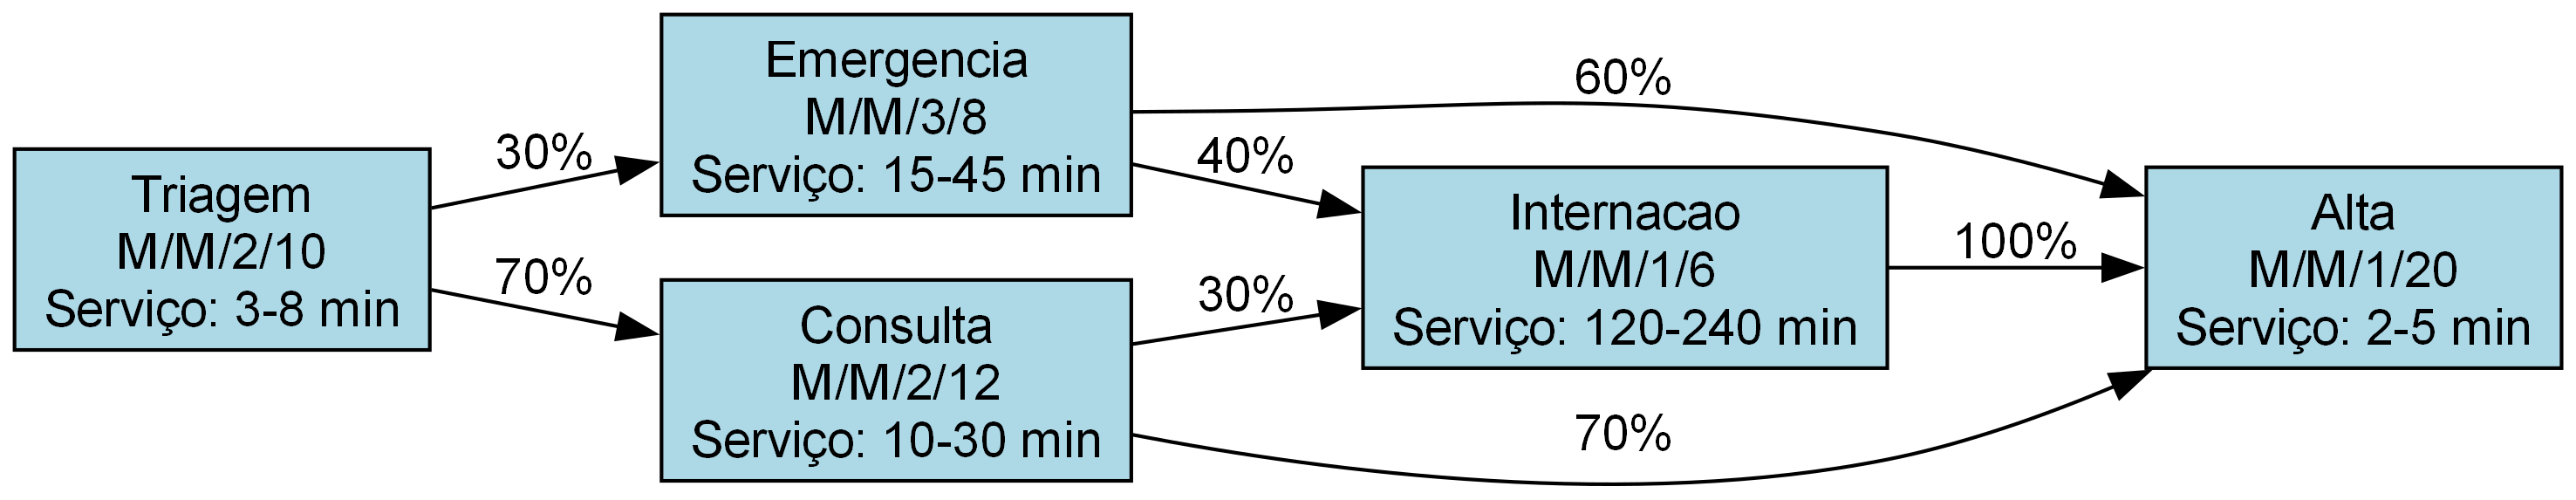 Triagem
M/M/2/10
Serviço: 3-8 min
30%
70%
Emergencia
M/M/3/8
Serviço: 15-45 min
Consulta
M/M/2/12
Serviço: 10-30 min
60%
40%
30%
70%
Internacao
M/M/1/6
Serviço: 120-240 min
100%
Alta
M/M/1/20
Serviço: 2-5 min